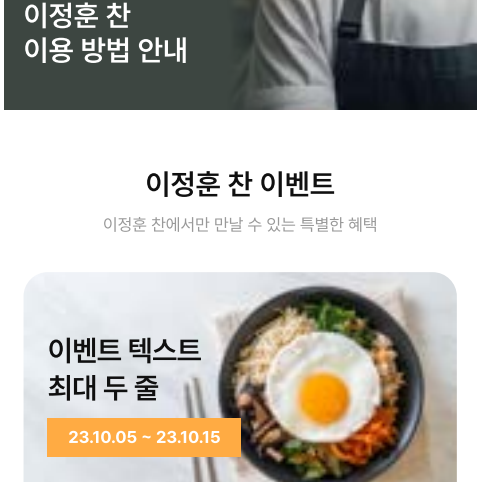 이정훈 찬
이용 방법 안내
이정훈 찬 이벤트
이정훈 찬에서만 만날 수 있는 특별한 혜택
이벤트 텍스트
최대 두 줄
23.10.05 ~ 23.10.15